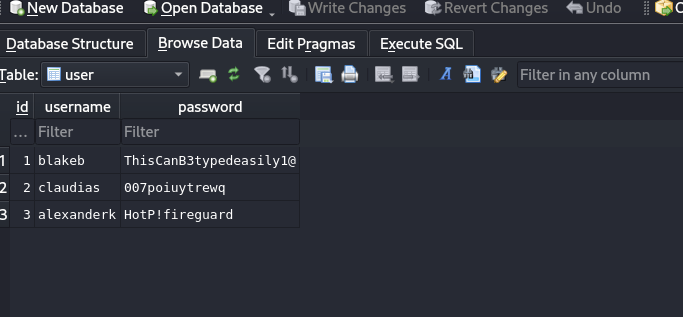 New Database Open Database Write Changes Revert Changes Undo
Database Structure Browse Data Edit Pragmas Execute SQL
Table: user Filter in any column
id username password
... Filter Filter
1 1 blakeb ThisCanB3typedeasily1@
2 2 claudias 007poiuytrewq
3 3 alexanderk HotP!fireguard